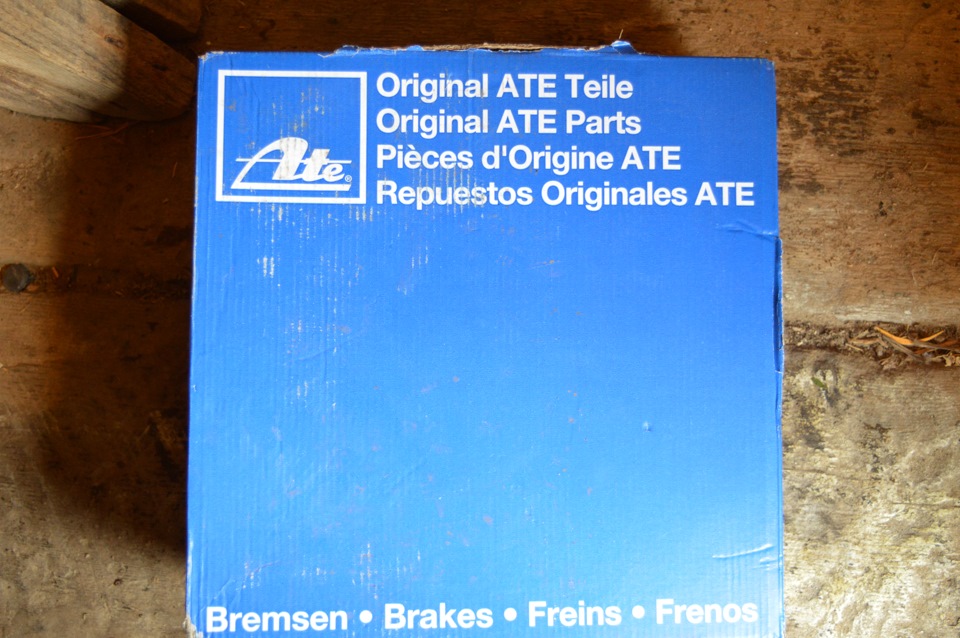 Ate®
Original ATE Teile
Original ATE Parts
Pièces d'Origine ATE
Repuestos Originales ATE
Bremsen • Brakes • Freins • Frenos